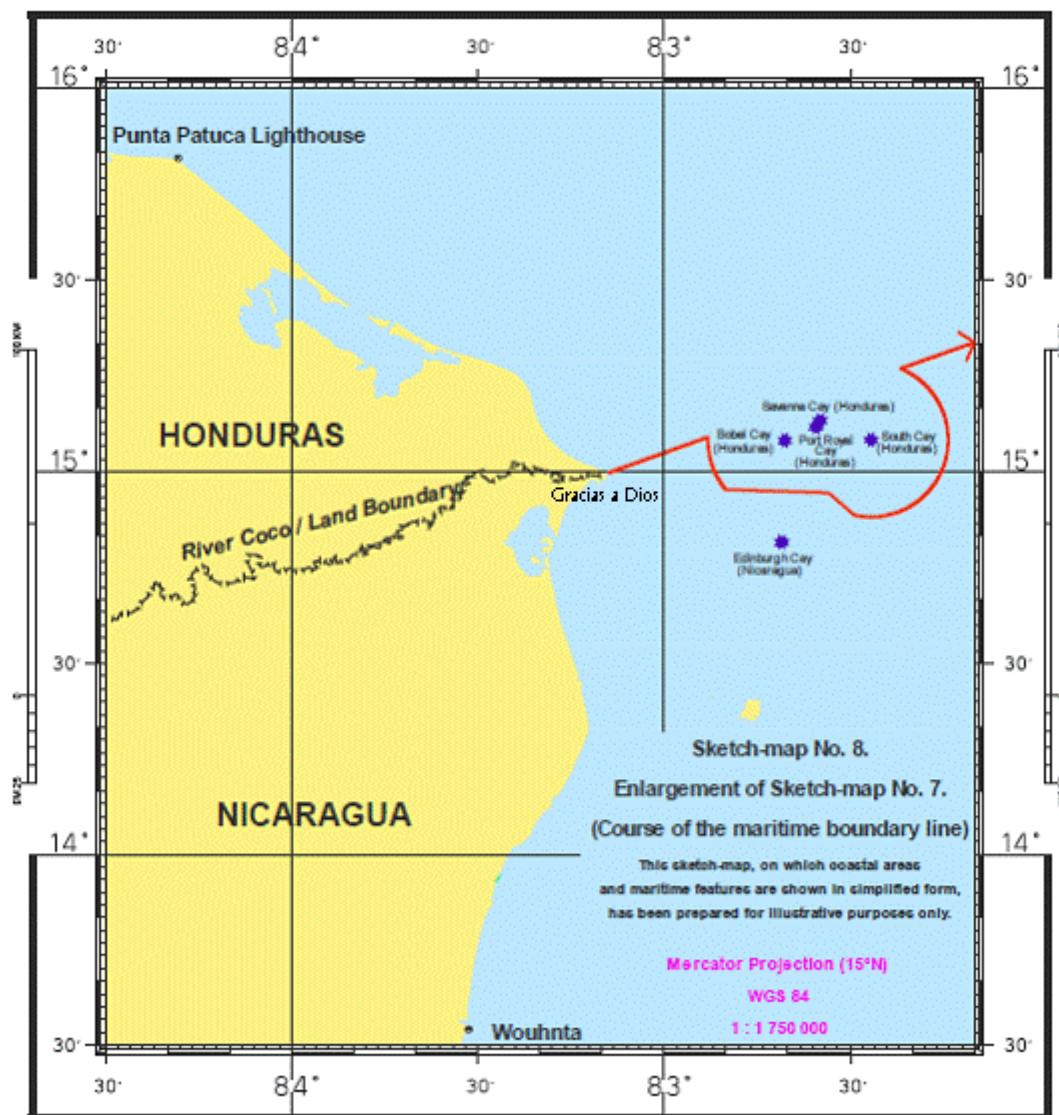 30'
84°
30'
83°
30'
16°
16°
Punta Patuca Lighthouse
30'
30'
100 KM
Savanna Cay (Honduras)
HONDURAS
Bobel Cay
(Honduras)
Port Royal
Cay
(Honduras)
South Cay
(Honduras)
15°
15°
Gracias a Dios
River Coco / Land Boundary
Edinburgh Cay
(Nicaragua)
30'
30'
0
Sketch-map No. 8.
Enlargement of Sketch-map No. 7.
NICARAGUA
(Course of the maritime boundary line)
14°
14°
This sketch-map, on which coastal areas
and maritime features are shown in simplified form,
has been prepared for illustrative purposes only.
Mercator Projection (15°N)
WGS 84
1 : 1 750 000
Wouhnta
30'
30'
30'
84°
30'
83°
30'